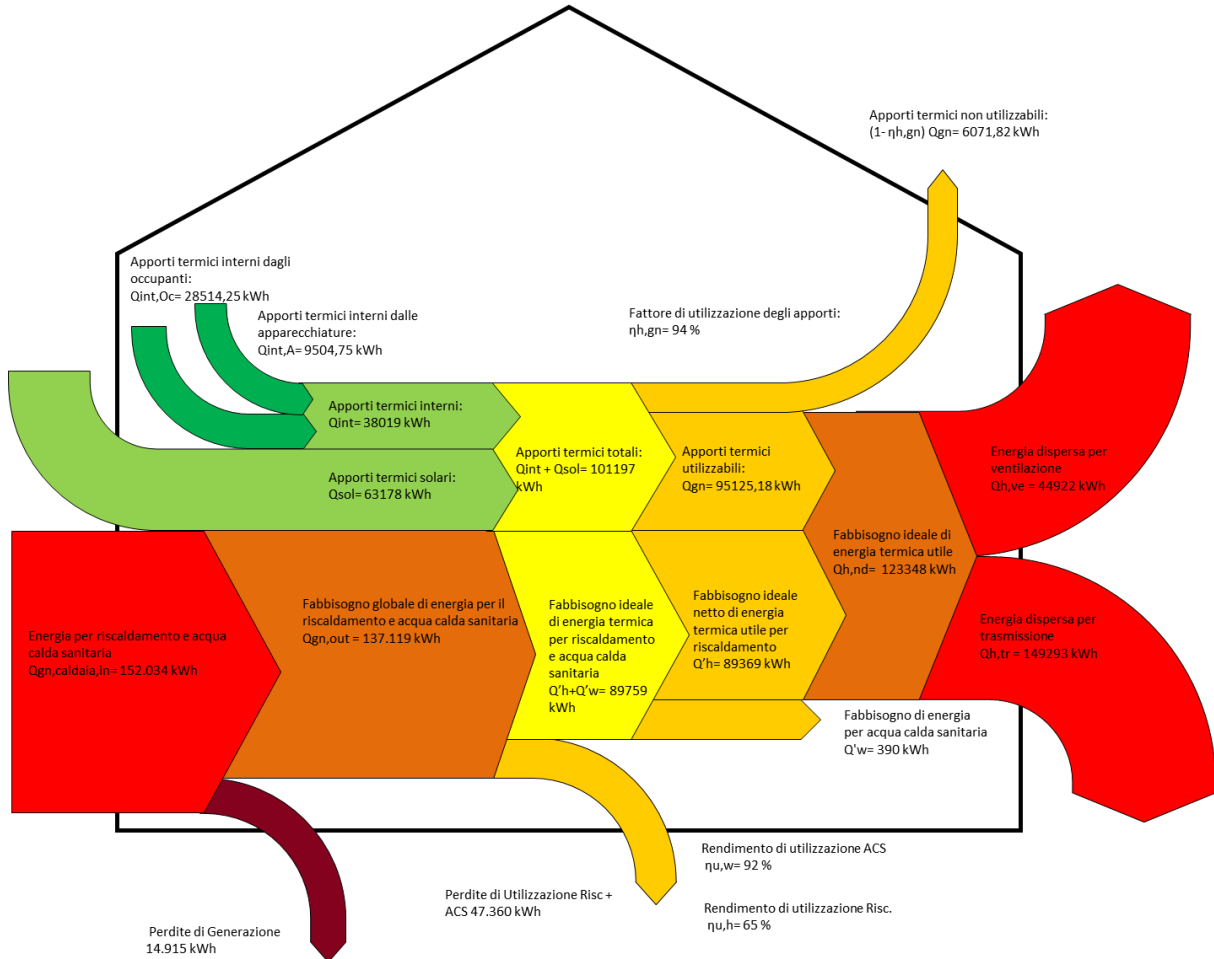 Apporti termici non utilizzabili:
(1- ηh,gn) Qgn= 6071,82 kWh
Apporti termici interni dagli
occupanti:
Qint,Oc= 28514,25 kWh
Apporti termici interni dalle
apparecchiature:
Qint,A= 9504,75 kWh
Fattore di utilizzazione degli apporti:
ηh,gn= 94 %
Apporti termici interni:
Qint= 38019 kWh
Apporti termici solari:
Qsol= 63178 kWh
Apporti termici totali:
Qint + Qsol= 101197
kWh
Apporti termici
utilizzabili:
Qgn= 95125,18 kWh
Energia dispersa per
ventilazione
Qh,ve = 44922 kWh
Fabbisogno ideale di
energia termica utile
Qh,nd=  123348 kWh
Energia per riscaldamento e acqua
calda sanitaria
Qgn,caldaia,in= 152.034 kWh
Fabbisogno globale di energia per il
riscaldamento e acqua calda sanitaria
Qgn,out = 137.119 kWh
Fabbisogno ideale
di energia termica
per riscaldamento
e acqua calda
sanitaria
Q’h+Q’w= 89759
kWh
Fabbisogno ideale
netto di energia
termica utile per
riscaldamento
Q’h= 89369 kWh
Energia dispersa per
trasmissione
Qh,tr = 149293 kWh
Fabbisogno di energia
per acqua calda sanitaria
Q'w= 390 kWh
Rendimento di utilizzazione ACS
ηu,w= 92 %
Perdite di Utilizzazione Risc +
ACS 47.360 kWh
Rendimento di utilizzazione Risc.
ηu,h= 65 %
Perdite di Generazione
14.915 kWh